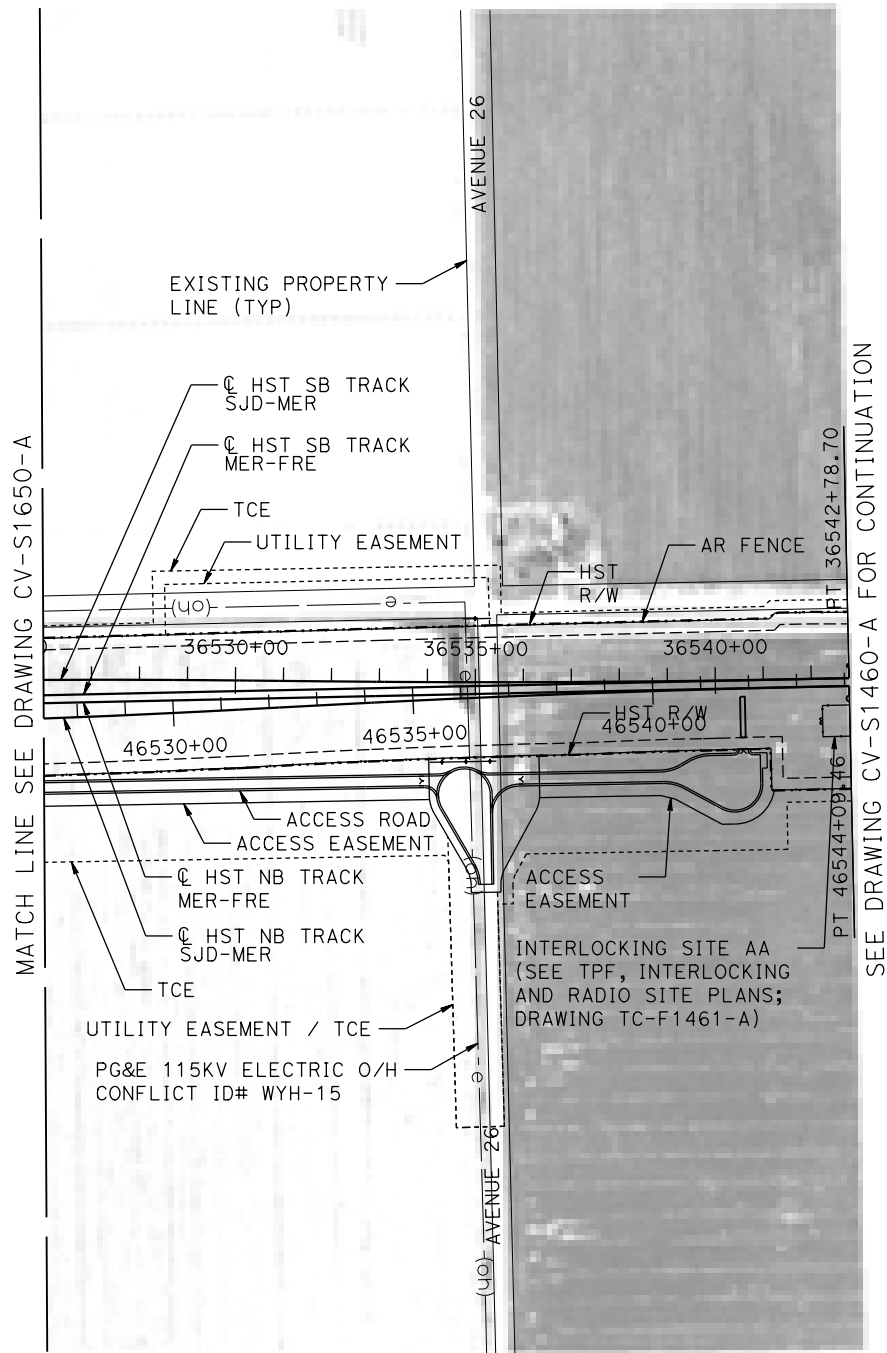 AVENUE 26
EXISTING PROPERTY
LINE (TYP)
℄ HST SB TRACK
SJD-MER
℄ HST SB TRACK
MER-FRE
TCE
UTILITY EASEMENT
AR FENCE
HST
R/W
PT 36542+78.70
MATCH LINE SEE DRAWING CV-S1650-A
SEE DRAWING CV-S1460-A FOR CONTINUATION
(oh)
e
0
36530+00
36535+00
36540+00
e
46530+00
46535+00
46540+00
HST R/W
PT 46544+09.46
ACCESS ROAD
ACCESS EASEMENT
(oh)
℄ HST NB TRACK
MER-FRE
℄ HST NB TRACK
SJD-MER
TCE
ACCESS
EASEMENT
INTERLOCKING SITE AA
(SEE TPF, INTERLOCKING
AND RADIO SITE PLANS;
DRAWING TC-F1461-A)
UTILITY EASEMENT / TCE
PG&E 115KV ELECTRIC O/H
CONFLICT ID# WYH-15
e
AVENUE 26
(oh)